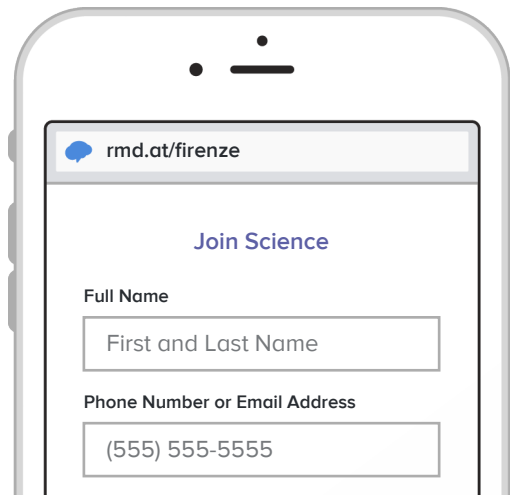 rmd.at/firenze
Join Science
Full Name
First and Last Name
Phone Number or Email Address
(555) 555-5555